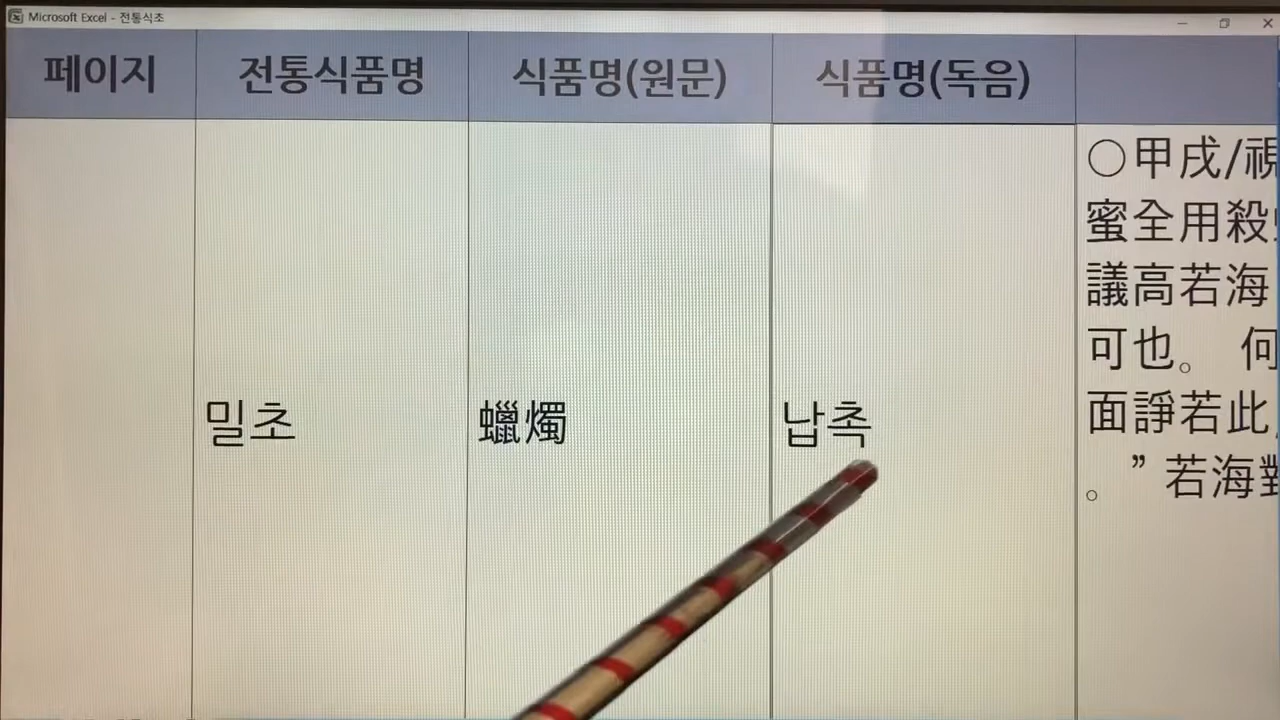 Microsoft Excel - 전통식초
페이지 전통식품명 식품명(원문) 식품명(독음)
밀초 蠟燭 납촉
○甲戌/視
蜜全用殺
議高若海
可也。 何
面諍若此
。” 若海對